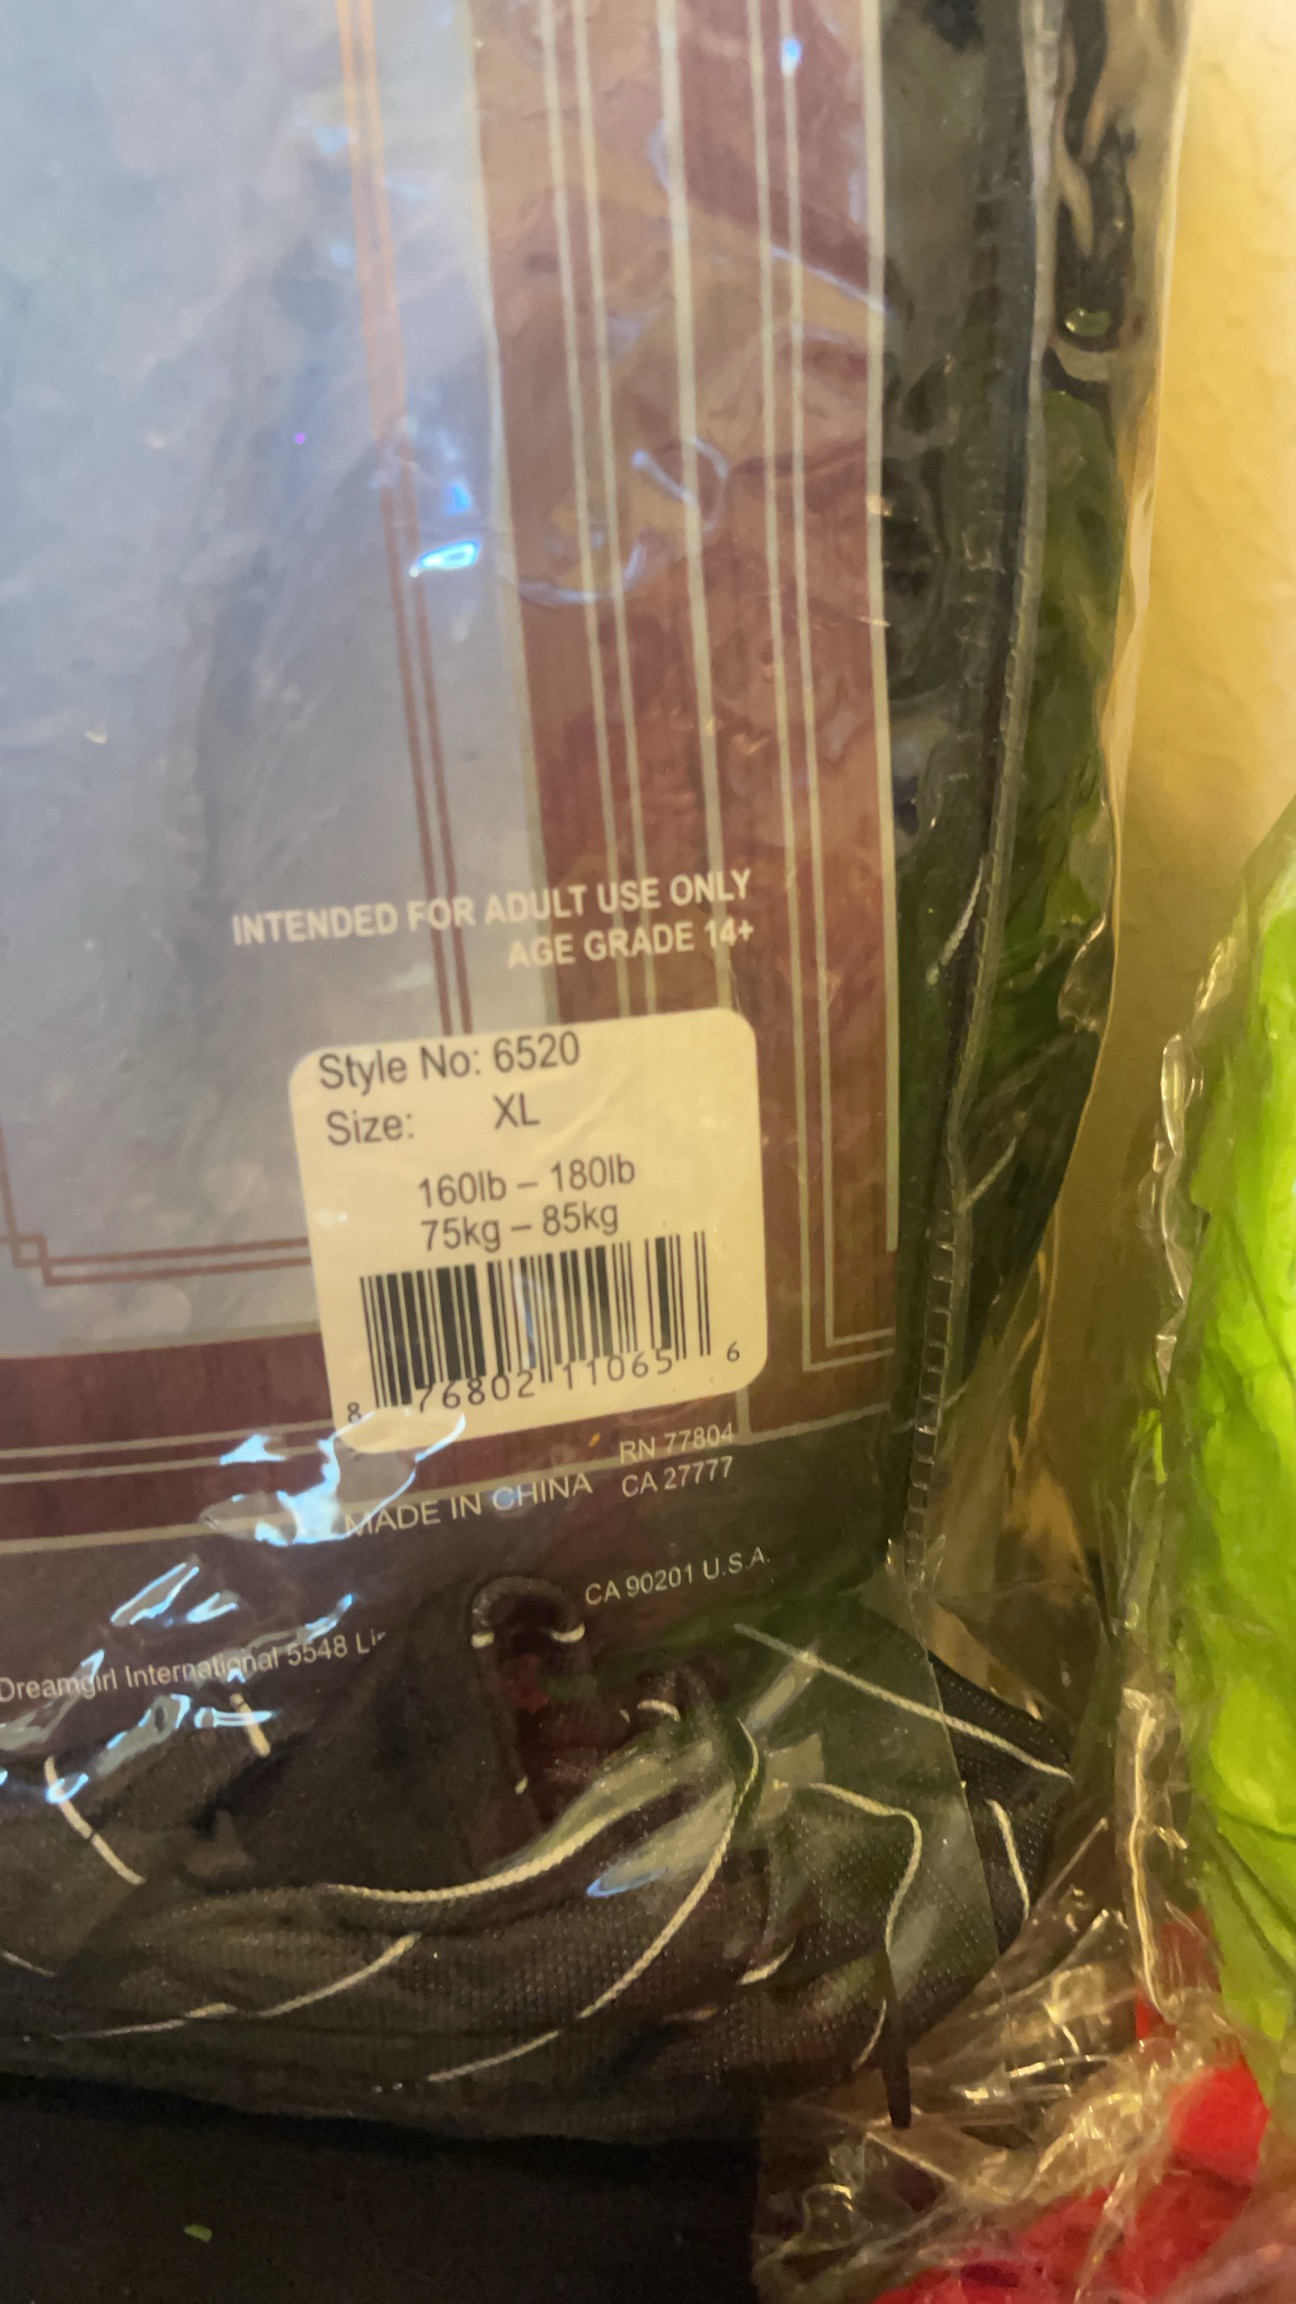 INTENDED FOR ADULT USE ONLY
AGE GRADE 14+
Style No: 6520
Size: XL
160lb – 180lb
75kg – 85kg
8 76802 11065 6
RN 77804
MADE IN CHINA CA 27777
CA 90201 U.S.A.
Dreamgirl International 5548